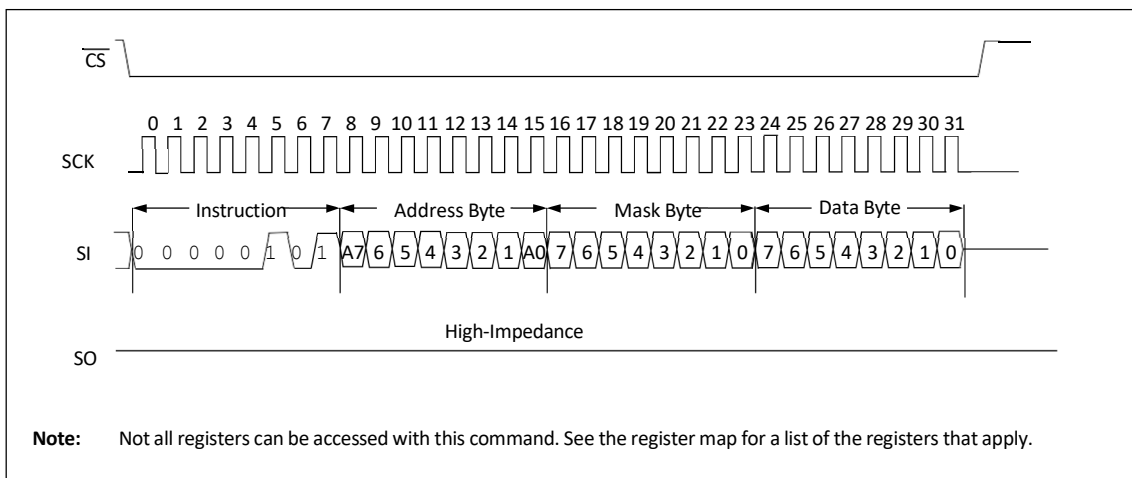 CS
0 1 2 3 4 5 6 7 8 9 10 11 12 13 14 15 16 17 18 19 20 21 22 23 24 25 26 27 28 29 30 31
SCK
Instruction Address Byte Mask Byte Data Byte
SI 0 0 0 0 0 1 0 1 A7 6 5 4 3 2 1 A0 7 6 5 4 3 2 1 0 7 6 5 4 3 2 1 0
High-Impedance
SO
Note: Not all registers can be accessed with this command. See the register map for a list of the registers that apply.